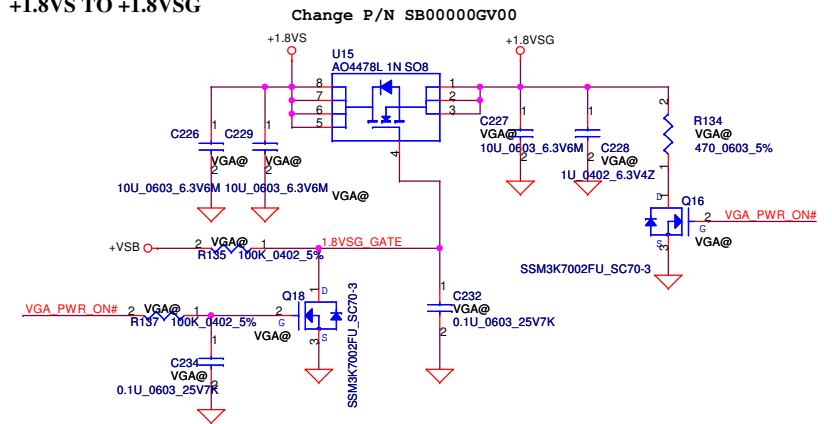 +1.8VS TO +1.8VSG
Change P/N SB00000GV00
+1.8VS
+1.8VSG
U15
AO4478L 1N SO8
8
7
6
5
1
2
3
4
1
C226
VGA@
2
10U_0603_6.3V6M
1
C229
VGA@
2
10U_0603_6.3V6M
VGA@
C227
VGA@
1
2
10U_0603_6.3V6M
1
C228
VGA@
2
1U_0402_6.3V4Z
2
R134
VGA@
470_0603_5%
1
1
D
Q16
2
VGA_PWR_ON#
G
S
3
VGA@
SSM3K7002FU_SC70-3
+VSB
2
VGA@
1
R135
100K_0402_5%
1.8VSG_GATE
1
D
Q18
2
G
S
3
VGA@
SSM3K7002FU_SC70-3
VGA_PWR_ON#
2
VGA@
1
R137
100K_0402_5%
1
C234
VGA@
2
0.1U_0603_25V7K
1
C232
VGA@
0.1U_0603_25V7K
2